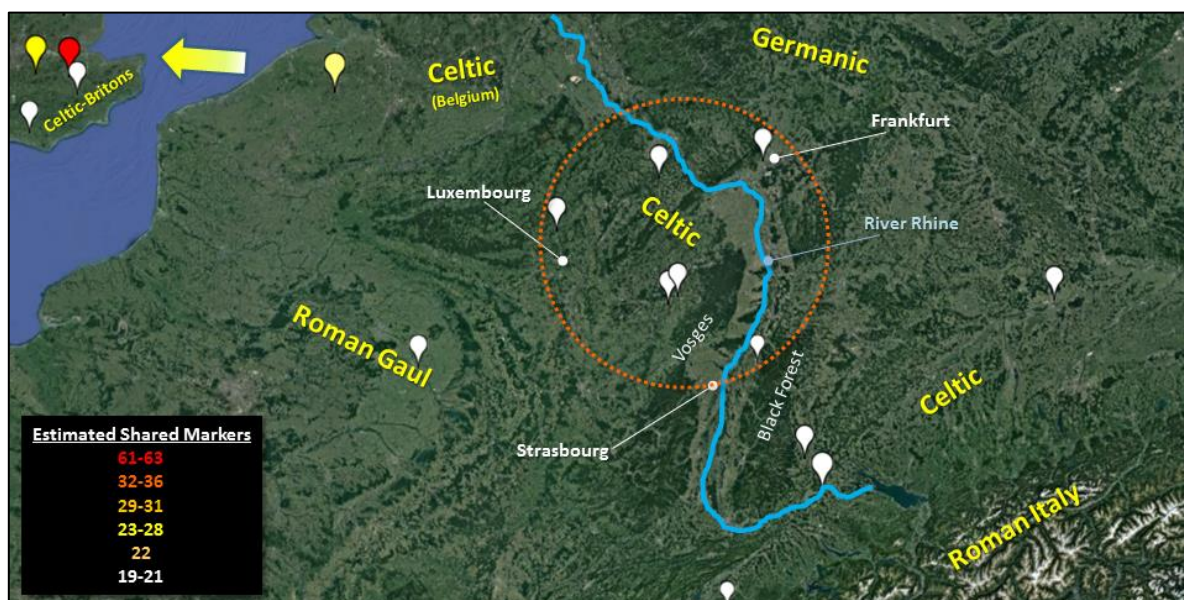 Germanic
Celtic
(Belgium)
Celtic-Britons
Frankfurt
Luxembourg
Celtic
River Rhine
Roman Gaul
Vosges
Black Forest
Celtic
Strasbourg
Roman Italy
Estimated Shared Markers
61-63
32-36
29-31
23-28
22
19-21